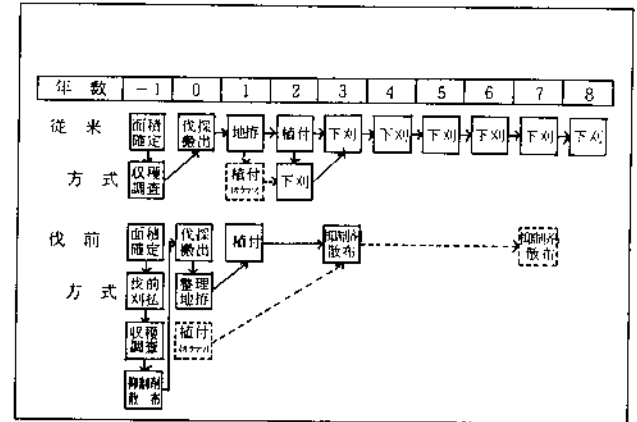 年 数 -1 0 1 2 3 4 5 6 7 8
従 来
方 式
面積
確定
伐採
搬出
地拵
植付
下刈
下刈
下刈
下刈
下刈
下刈
収穫
調査
植付
下刈
伐 前
方 式
面積
確定
伐採
搬出
植付
抑制剤
散布
抑制剤
散布
伐前
刈払
整理
地拵
収穫
調査
植付
抑制剤
散 布